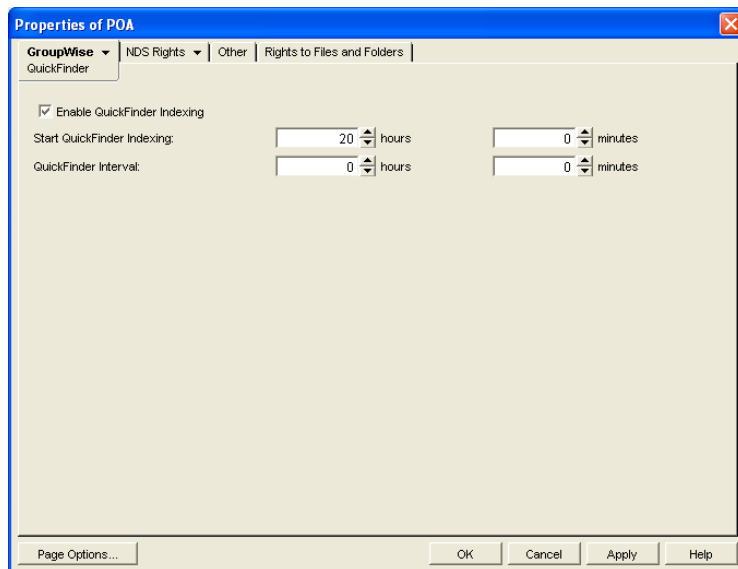 Properties of POA
GroupWise NDS Rights Other Rights to Files and Folders
QuickFinder
Enable QuickFinder Indexing
Start QuickFinder Indexing: 20 hours 0 minutes
QuickFinder Interval: 0 hours 0 minutes
Page Options... OK Cancel Apply Help